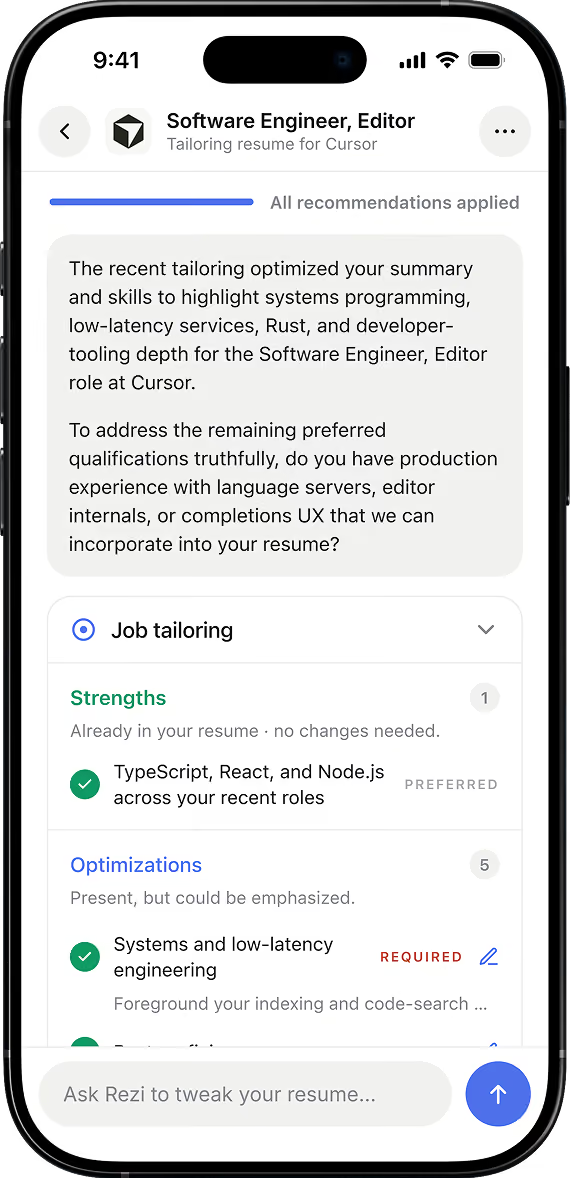 9:41
Software Engineer, Editor
Tailoring resume for Cursor
All recommendations applied
The recent tailoring optimized your summary
and skills to highlight systems programming,
low-latency services, Rust, and developer-
tooling depth for the Software Engineer, Editor
role at Cursor.
To address the remaining preferred
qualifications truthfully, do you have production
experience with language servers, editor
internals, or completions UX that we can
incorporate into your resume?
Job tailoring
Strengths
1
Already in your resume · no changes needed.
TypeScript, React, and Node.js
across your recent roles
PREFERRED
Optimizations
5
Present, but could be emphasized.
Systems and low-latency
engineering
REQUIRED
Foreground your indexing and code-search ...
Ask Rezi to tweak your resume...